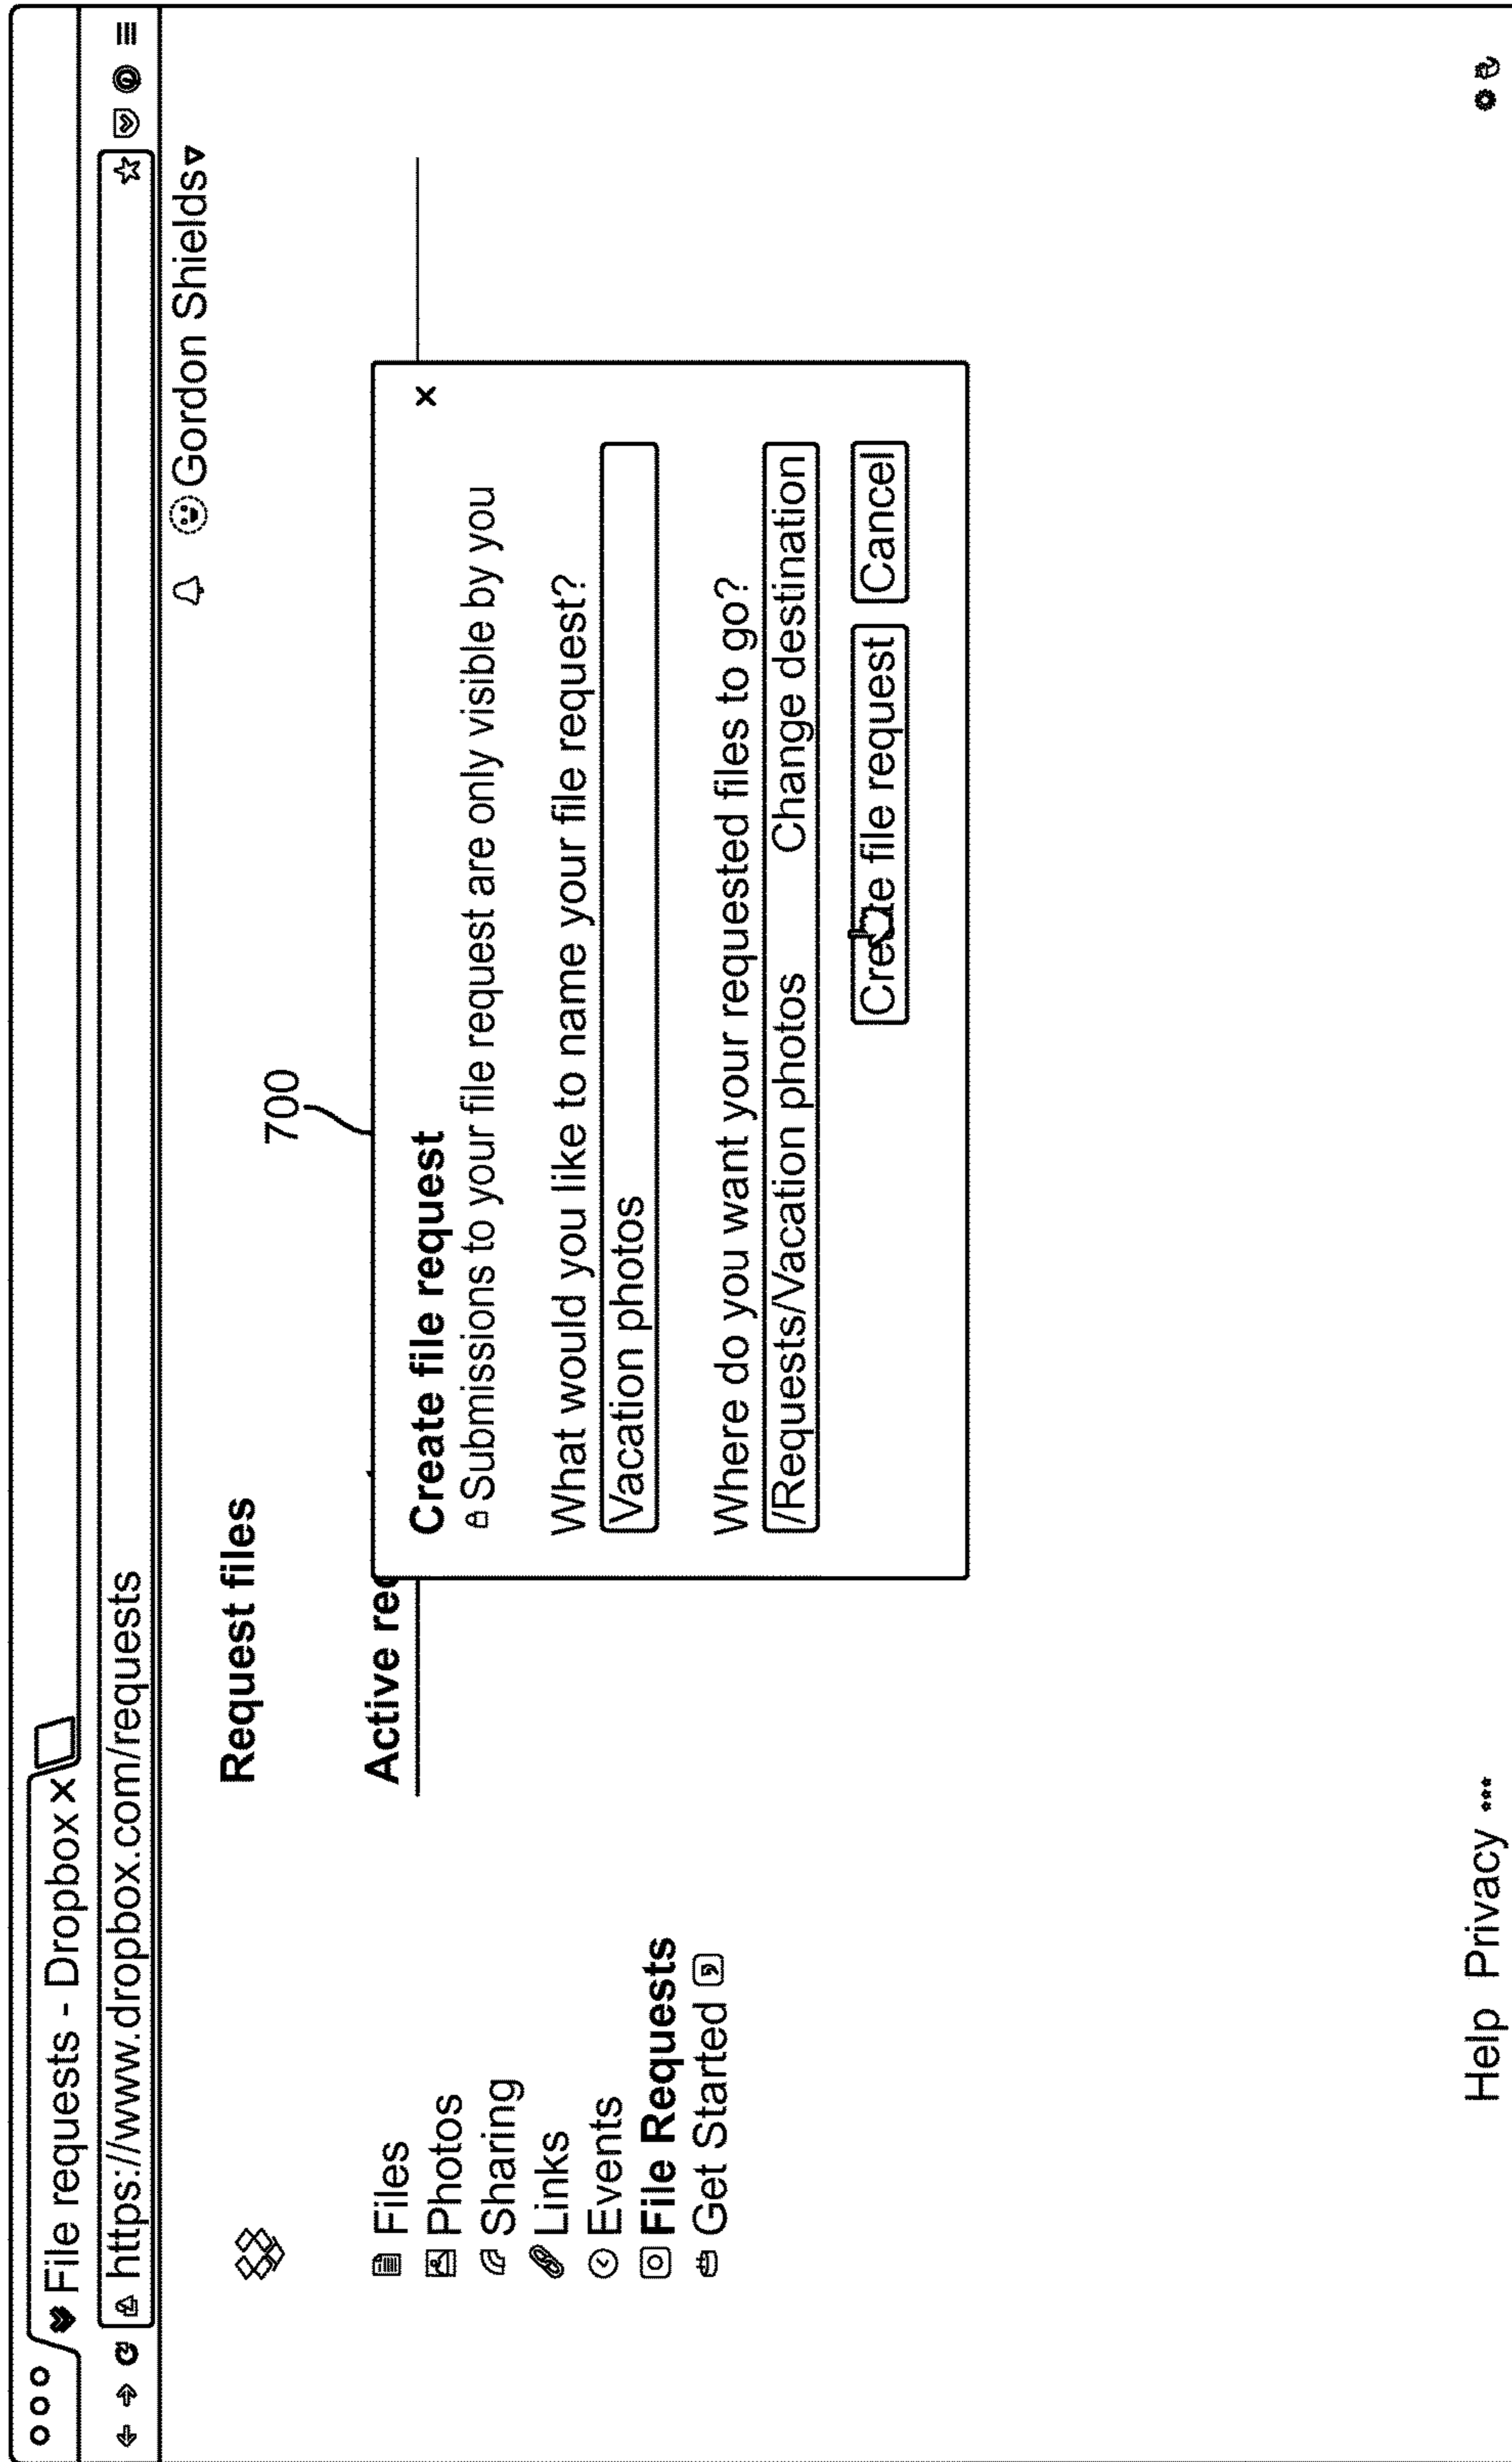 File requests - Dropbox
https://www.dropbox.com/requests
Gordon Shields
Request files
Files
Photos
Sharing
Links
Events
File Requests
Get Started
Active req
700
Create file request
Submissions to your file request are only visible by you
What would you like to name your file request?
Vacation photos
Where do you want your requested files to go?
/Requests/Vacation photos Change destination
Create file request Cancel
Help Privacy